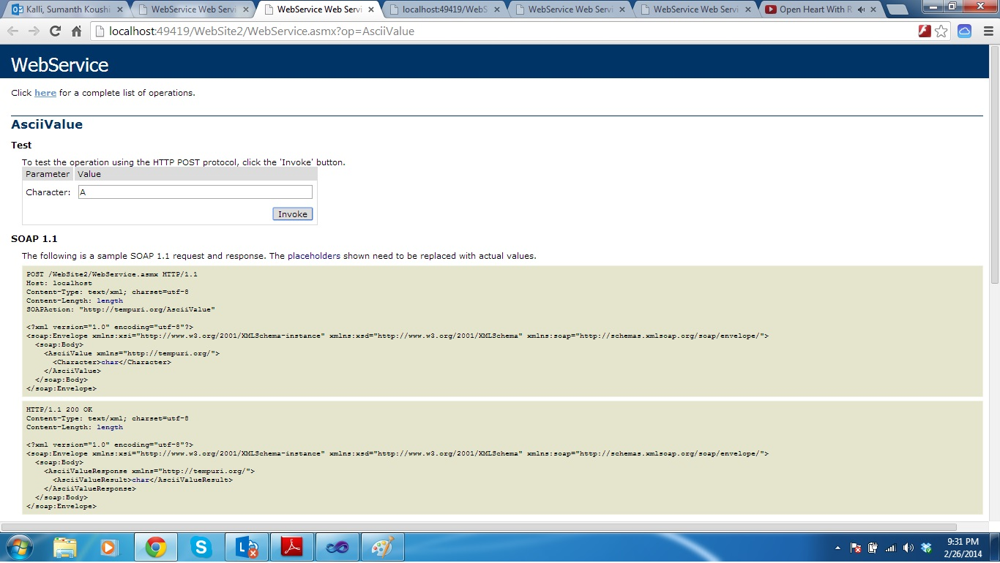 Kalli, Sumanth Koushi
WebService Web Servi
WebService Web Servi
localhost:49419/WebS
WebService Web Servi
WebService Web Servi
Open Heart With R
localhost:49419/WebSite2/WebService.asmx?op=AsciiValue
WebService
Click here for a complete list of operations.
AsciiValue
Test
To test the operation using the HTTP POST protocol, click the 'Invoke' button.
Parameter Value
Character: A
Invoke
SOAP 1.1
The following is a sample SOAP 1.1 request and response. The placeholders shown need to be replaced with actual values.
POST /WebSite2/WebService.asmx HTTP/1.1
Host: localhost
Content-Type: text/xml; charset=utf-8
Content-Length: length
SOAPAction: "http://tempuri.org/AsciiValue"
<?xml version="1.0" encoding="utf-8"?>
<soap:Envelope xmlns:xsi="http://www.w3.org/2001/XMLSchema-instance" xmlns:xsd="http://www.w3.org/2001/XMLSchema" xmlns:soap="http://schemas.xmlsoap.org/soap/envelope/">
<soap:Body>
<AsciiValue xmlns="http://tempuri.org/">
<Character>char</Character>
</AsciiValue>
</soap:Body>
</soap:Envelope>
HTTP/1.1 200 OK
Content-Type: text/xml; charset=utf-8
Content-Length: length
<?xml version="1.0" encoding="utf-8"?>
<soap:Envelope xmlns:xsi="http://www.w3.org/2001/XMLSchema-instance" xmlns:xsd="http://www.w3.org/2001/XMLSchema" xmlns:soap="http://schemas.xmlsoap.org/soap/envelope/">
<soap:Body>
<AsciiValueResponse xmlns="http://tempuri.org/">
<AsciiValueResult>char</AsciiValueResult>
</AsciiValueResponse>
</soap:Body>
</soap:Envelope>
9:31 PM
2/26/2014